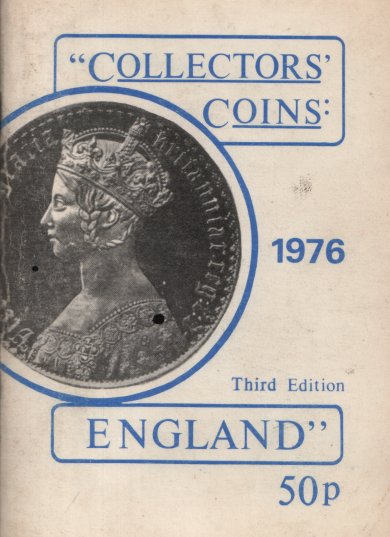 “COLLECTORS’
COINS:
1976
Third Edition
ENGLAND”
50p